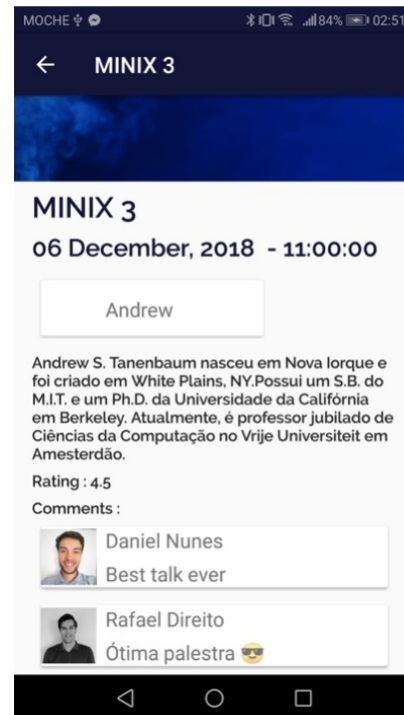 MOCHE 84% 02:51
MINIX 3
MINIX 3
06 December, 2018 - 11:00:00
Andrew
Andrew S. Tanenbaum nasceu em Nova Iorque e
foi criado em White Plains, NY.Possui um S.B. do
M.I.T. e um Ph.D. da Universidade da Califórnia
em Berkeley. Atualmente, é professor jubilado de
Ciências da Computação no Vrije Universiteit em
Amesterdão.
Rating : 4.5
Comments :
Daniel Nunes
Best talk ever
Rafael Direito
Ótima palestra 😎